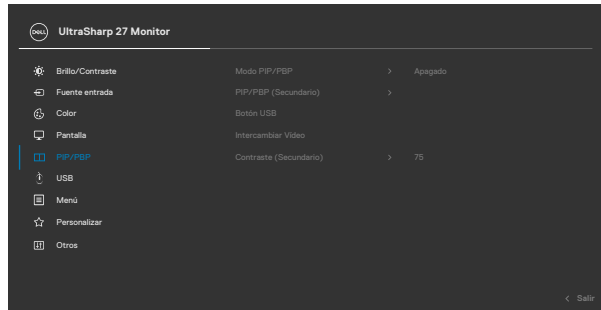 DELL UltraSharp 27 Monitor
Brillo/Contraste Modo PIP/PBP > Apagado
Fuente entrada PIP/PBP (Secundario) >
Color Botón USB
Pantalla Intercambiar Vídeo
PIP/PBP Contraste (Secundario) > 75
USB
Menú
Personalizar
Otros
< Salir